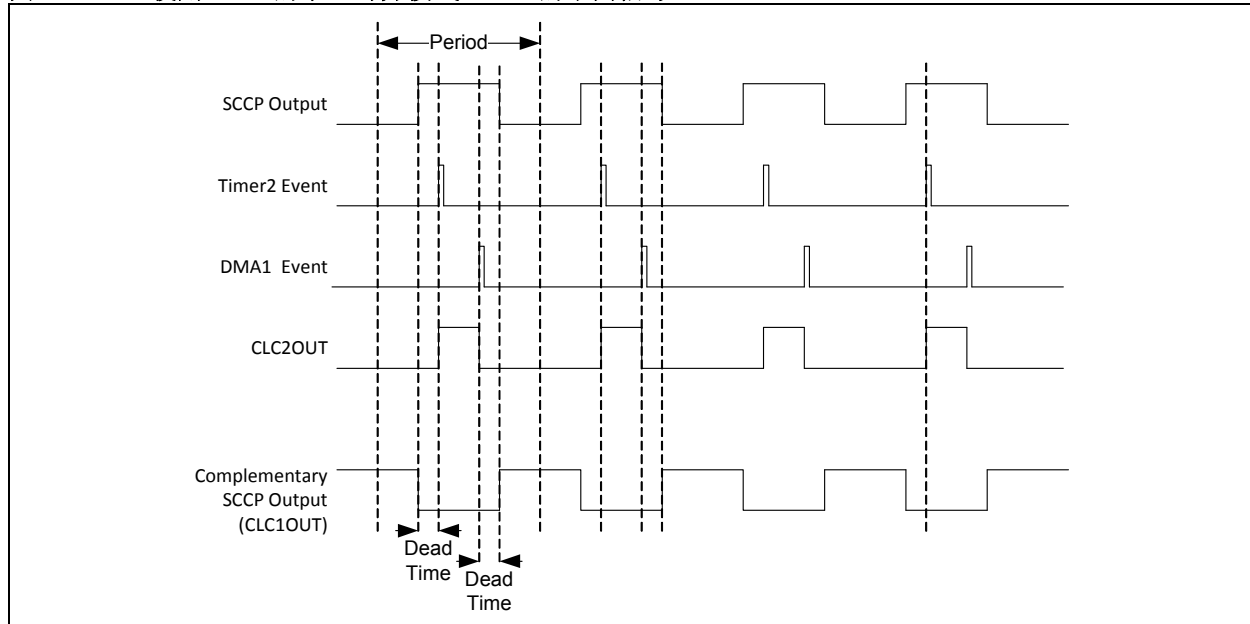 Period
SCCP Output
Timer2 Event
DMA1 Event
CLC2OUT
Complementary
SCCP Output
(CLC1OUT)
Dead
Time
Dead
Time